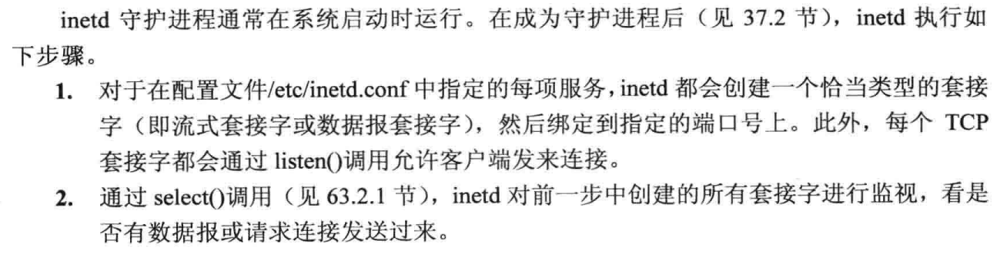 inetd 守护进程通常在系统启动时运行。在成为守护进程后（见 37.2 节），inetd 执行如
下步骤。
1. 对于在配置文件/etc/inetd.conf 中指定的每项服务，inetd 都会创建一个恰当类型的套接
字（即流式套接字或数据报套接字），然后绑定到指定的端口号上。此外，每个 TCP
套接字都会通过 listen()调用允许客户端发来连接。
2. 通过 select()调用（见 63.2.1 节），inetd 对前一步中创建的所有套接字进行监视，看是
否有数据报或请求连接发送过来。